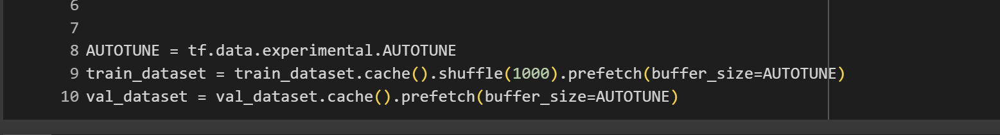 6
7
8 AUTOTUNE = tf.data.experimental.AUTOTUNE
9 train_dataset = train_dataset.cache().shuffle(1000).prefetch(buffer_size=AUTOTUNE)
10 val_dataset = val_dataset.cache().prefetch(buffer_size=AUTOTUNE)